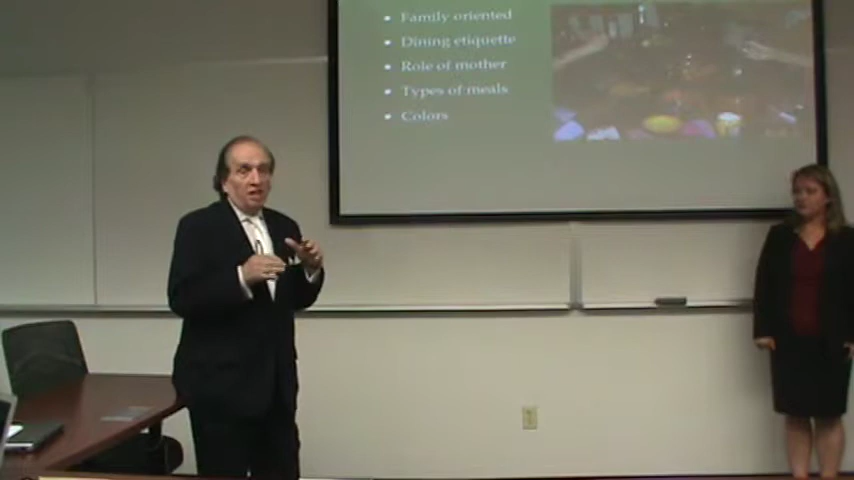 Family oriented
Dining etiquette
Role of mother
Types of meals
Colors